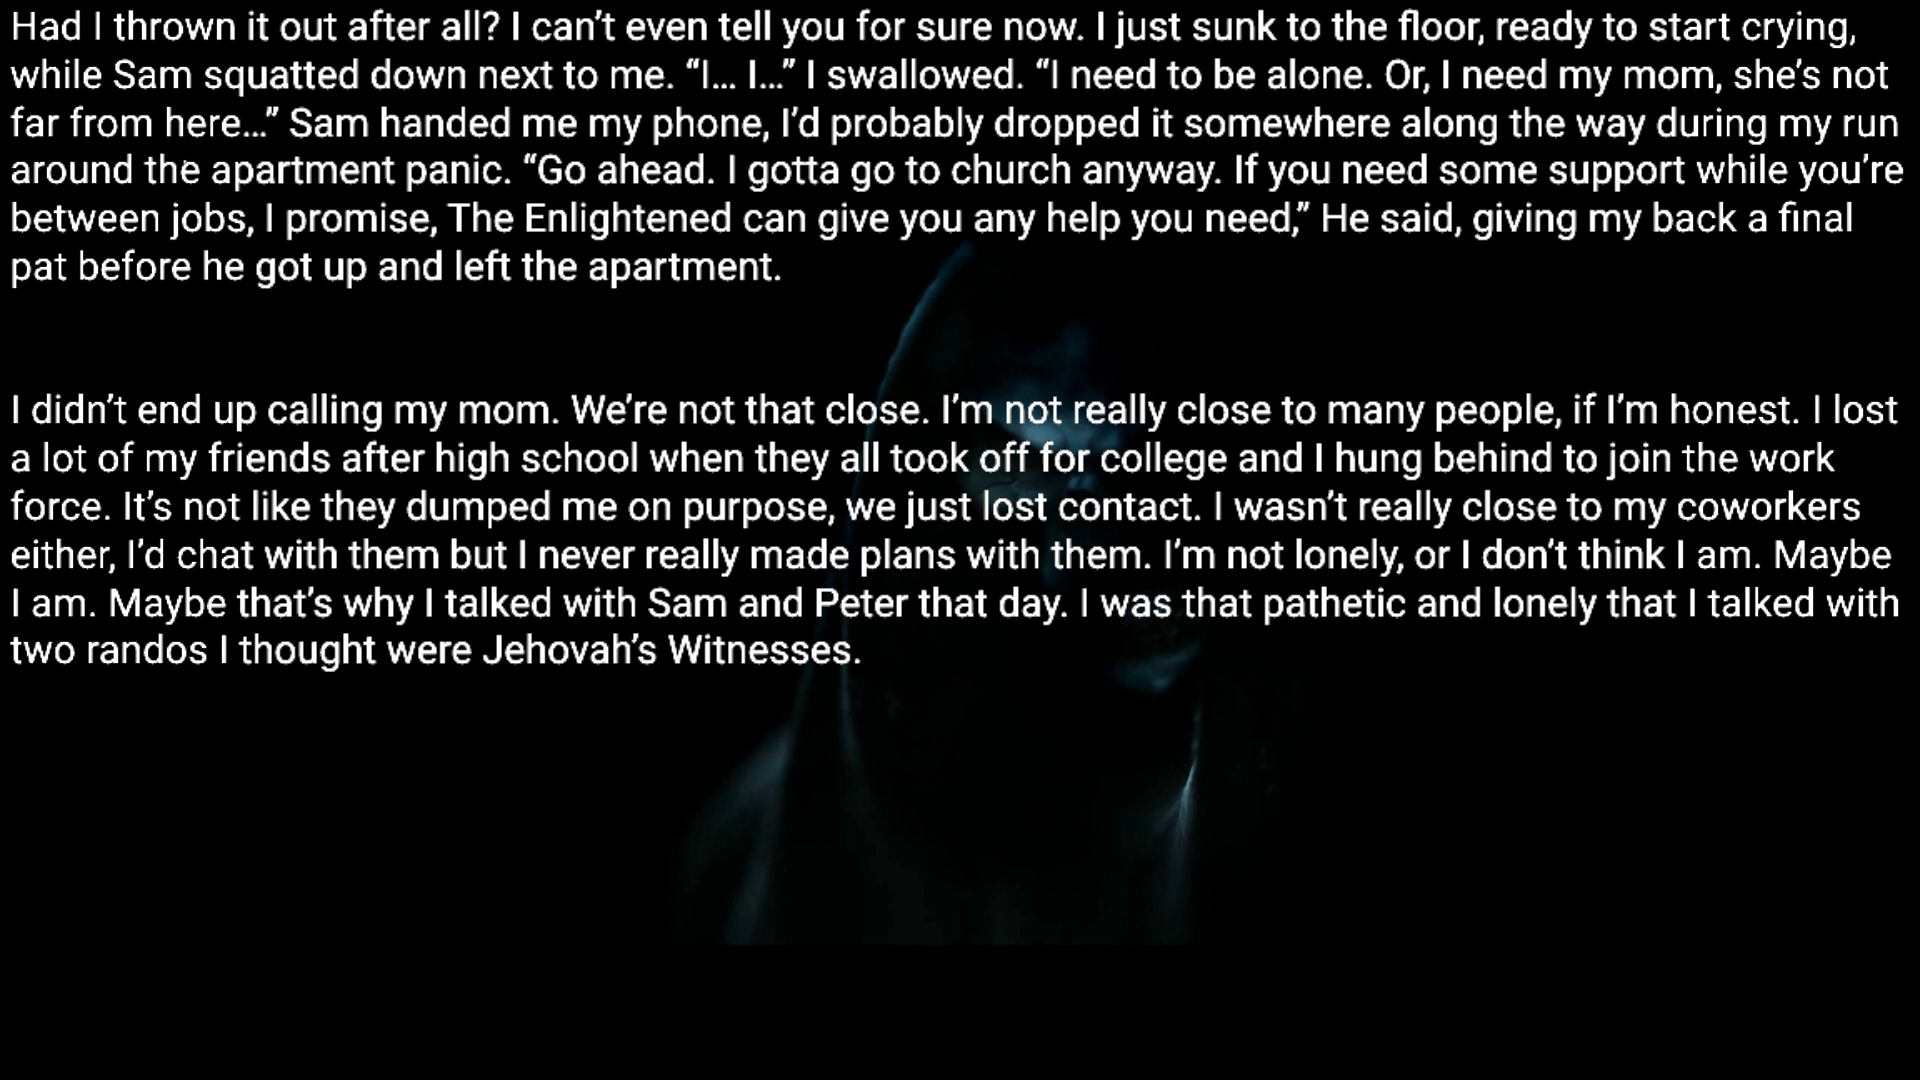 Had I thrown it out after all? I can’t even tell you for sure now. I just sunk to the floor, ready to start crying,
while Sam squatted down next to me. “I... I...” I swallowed. “I need to be alone. Or, I need my mom, she’s not
far from here...” Sam handed me my phone, I’d probably dropped it somewhere along the way during my run
around the apartment panic. “Go ahead. I gotta go to church anyway. If you need some support while you’re
between jobs, I promise, The Enlightened can give you any help you need,” He said, giving my back a final
pat before he got up and left the apartment.
I didn’t end up calling my mom. We’re not that close. I’m not really close to many people, if I’m honest. I lost
a lot of my friends after high school when they all took off for college and I hung behind to join the work
force. It’s not like they dumped me on purpose, we just lost contact. I wasn’t really close to my coworkers
either, I’d chat with them but I never really made plans with them. I’m not lonely, or I don’t think I am. Maybe
I am. Maybe that’s why I talked with Sam and Peter that day. I was that pathetic and lonely that I talked with
two randos I thought were Jehovah’s Witnesses.